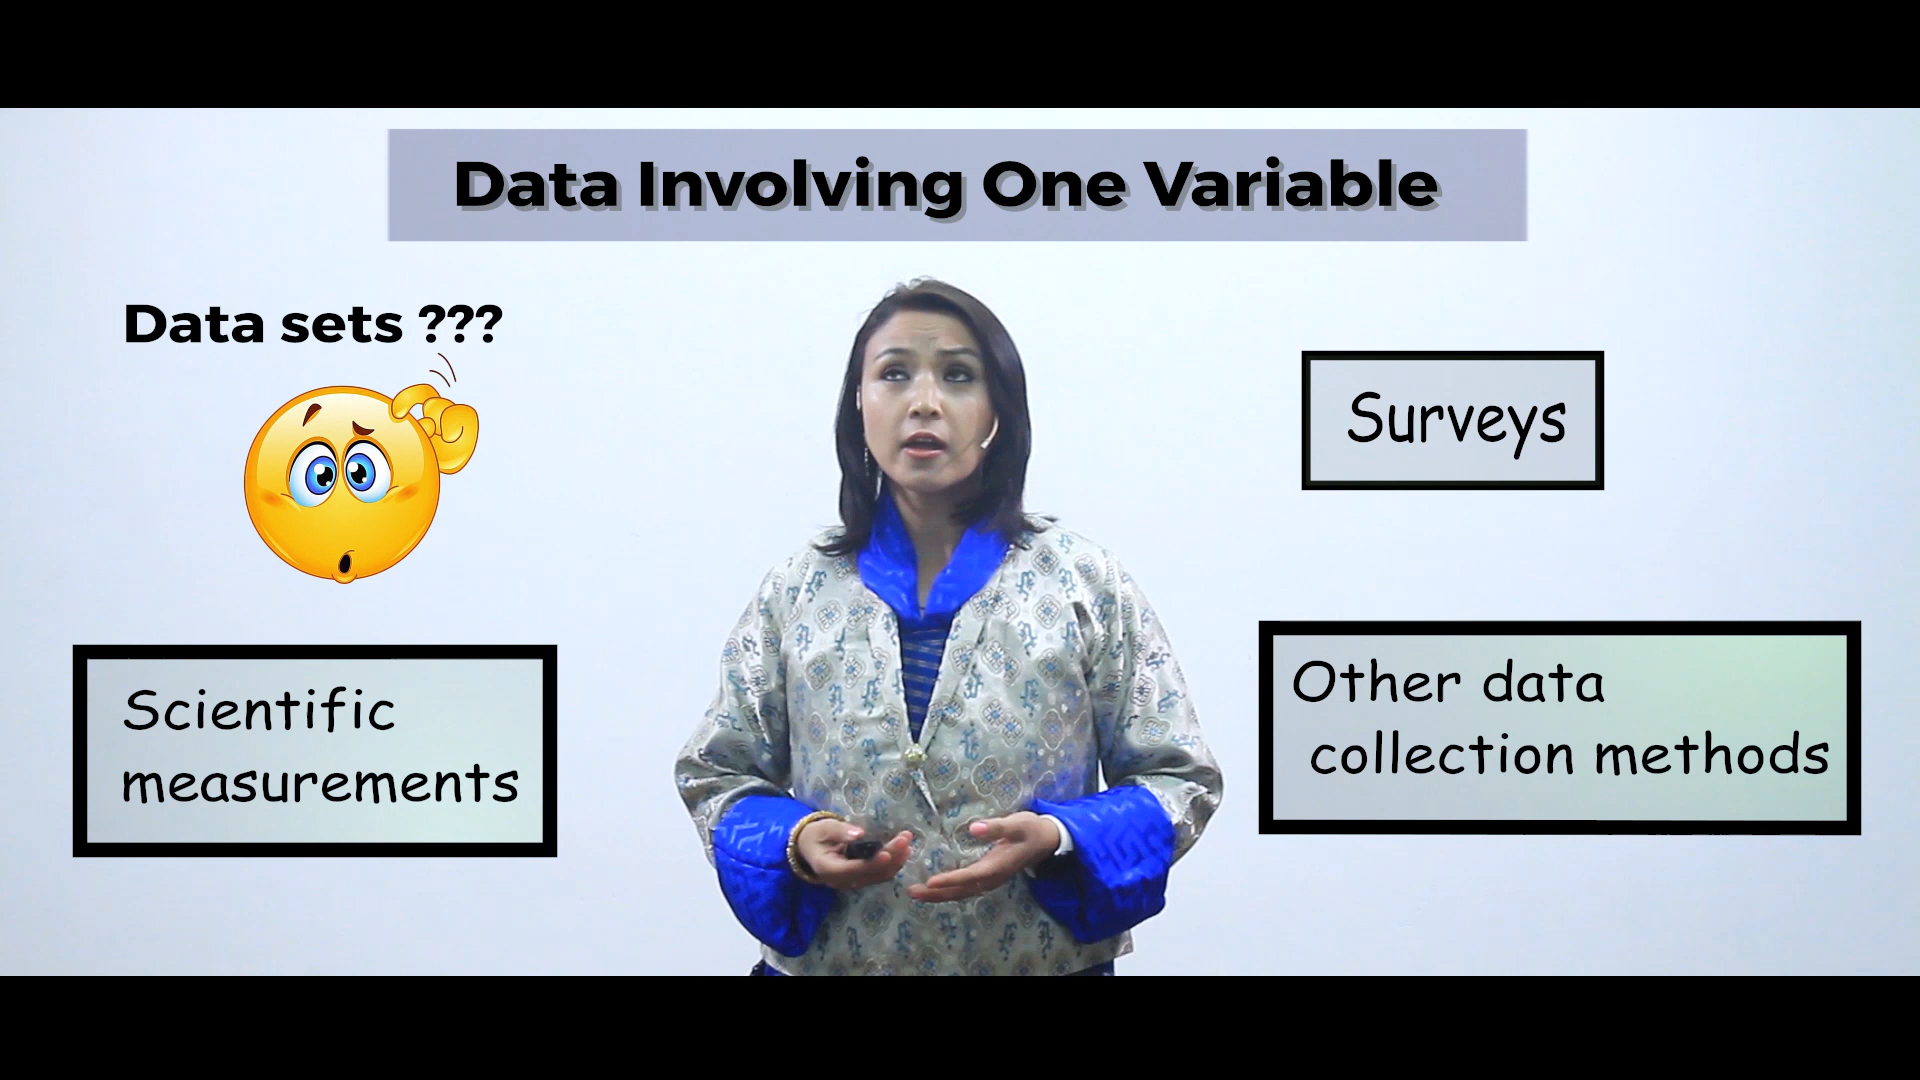 Data Involving One Variable
Data sets ???
Surveys
Scientific
measurements
Other data
collection methods